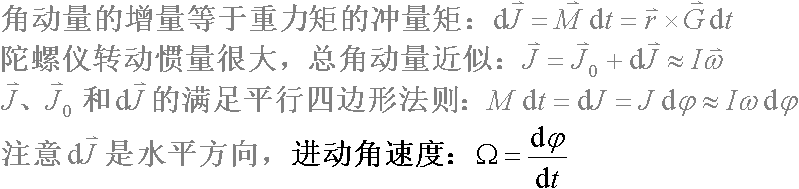 角动量的增量等于重力矩的冲量矩：$\mathrm{d}\vec{J} = \vec{M}\,\mathrm{d}t = \vec{r} \times \vec{G}\,\mathrm{d}t$
陀螺仪转动惯量很大，总角动量近似：$\vec{J} = \vec{J}_0 + \mathrm{d}\vec{J} \approx I\vec{\omega}$
$\vec{J}$、$\vec{J}_0$ 和 $\mathrm{d}\vec{J}$ 的满足平行四边形法则：$M\,\mathrm{d}t = \mathrm{d}J = J\,\mathrm{d}\varphi \approx I\omega\,\mathrm{d}\varphi$
注意 $\mathrm{d}\vec{J}$ 是水平方向，进动角速度：$\Omega = \frac{\mathrm{d}\varphi}{\mathrm{d}t}$